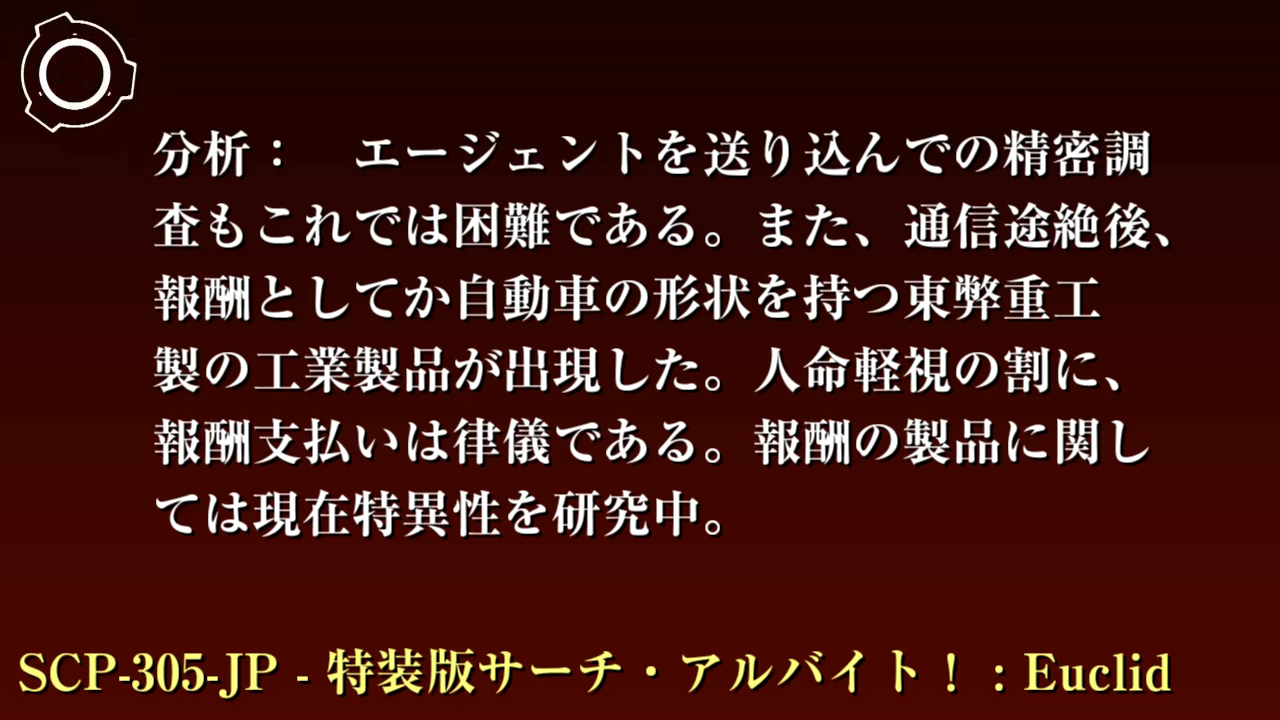 分析：　エージェントを送り込んでの精密調
査もこれでは困難である。また、通信途絶後、
報酬としてか自動車の形状を持つ東弊重工
製の工業製品が出現した。人命軽視の割に、
報酬支払いは律儀である。報酬の製品に関し
ては現在特異性を研究中。
SCP-305-JP - 特装版サーチ・アルバイト！：Euclid